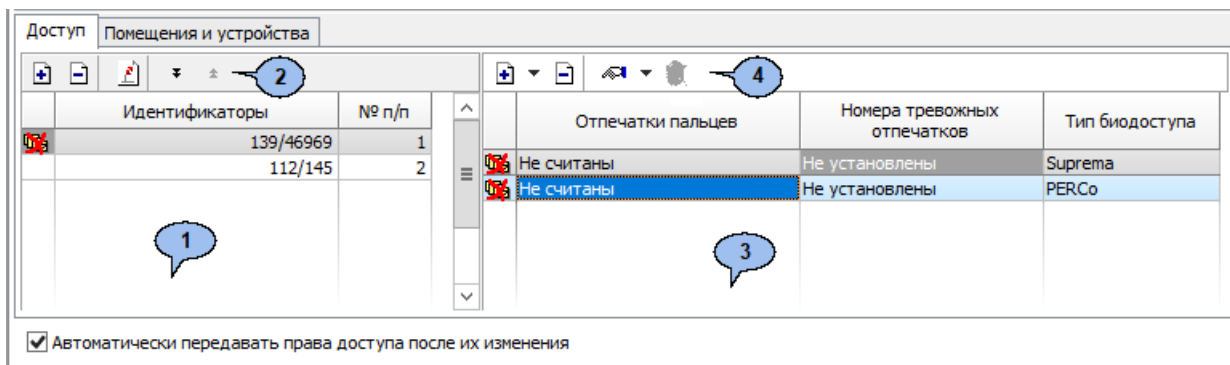 Доступ Помещения и устройства
2
4
Идентификаторы № п/п
139/46969 1
112/145 2
1
Отпечатки пальцев Номера тревожных отпечатков Тип биодоступа
Не считаны Не установлены Suprema
Не считаны Не установлены PERCo
3
Автоматически передавать права доступа после их изменения